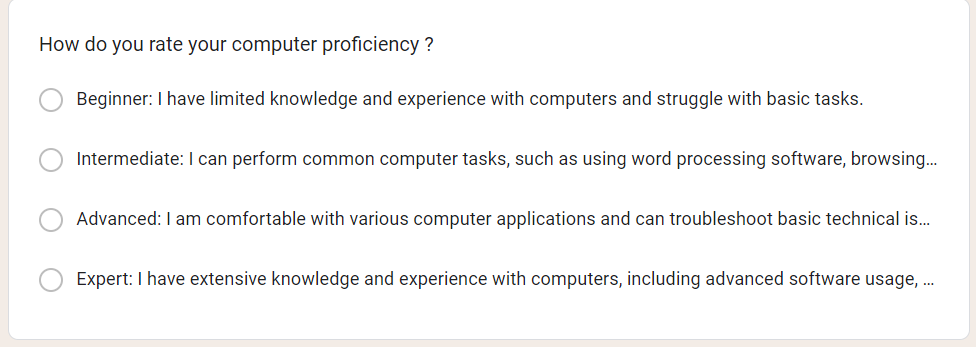 How do you rate your computer proficiency ?
Beginner: I have limited knowledge and experience with computers and struggle with basic tasks.
Intermediate: I can perform common computer tasks, such as using word processing software, browsing...
Advanced: I am comfortable with various computer applications and can troubleshoot basic technical is...
Expert: I have extensive knowledge and experience with computers, including advanced software usage, ...